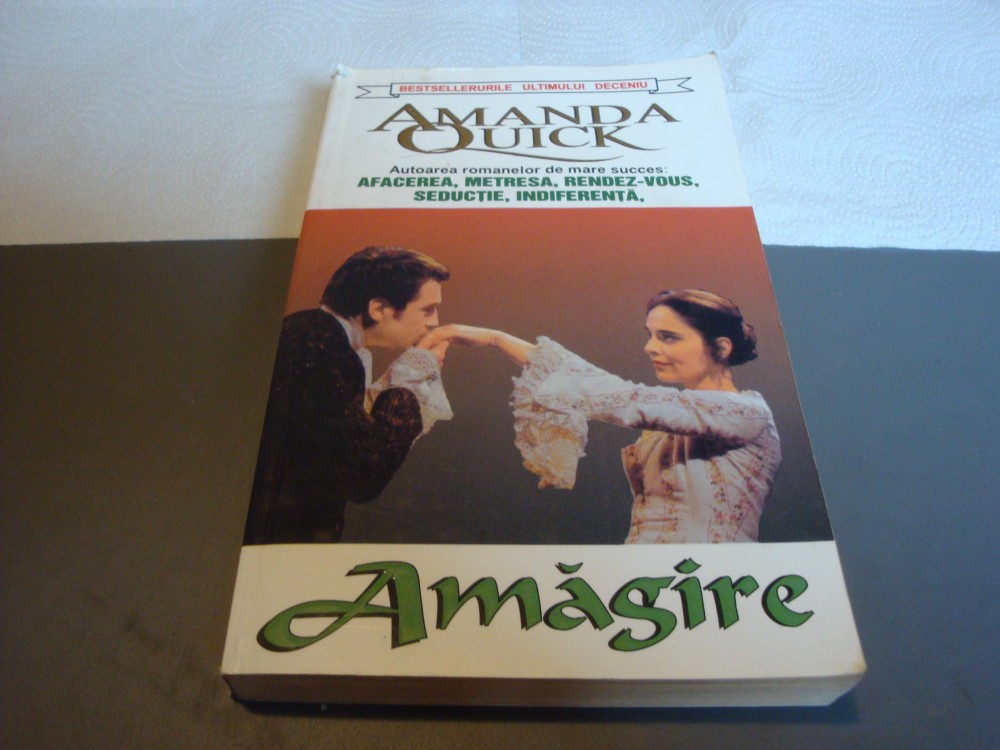 BESTSELLERURILE ULTIMULUI DECENIU
AMANDA
QUICK
Autoarea romanelor de mare succes:
AFACEREA, METRESA, RENDEZ-VOUS,
SEDUCȚIE, INDIFERENȚĂ,
Amăgire